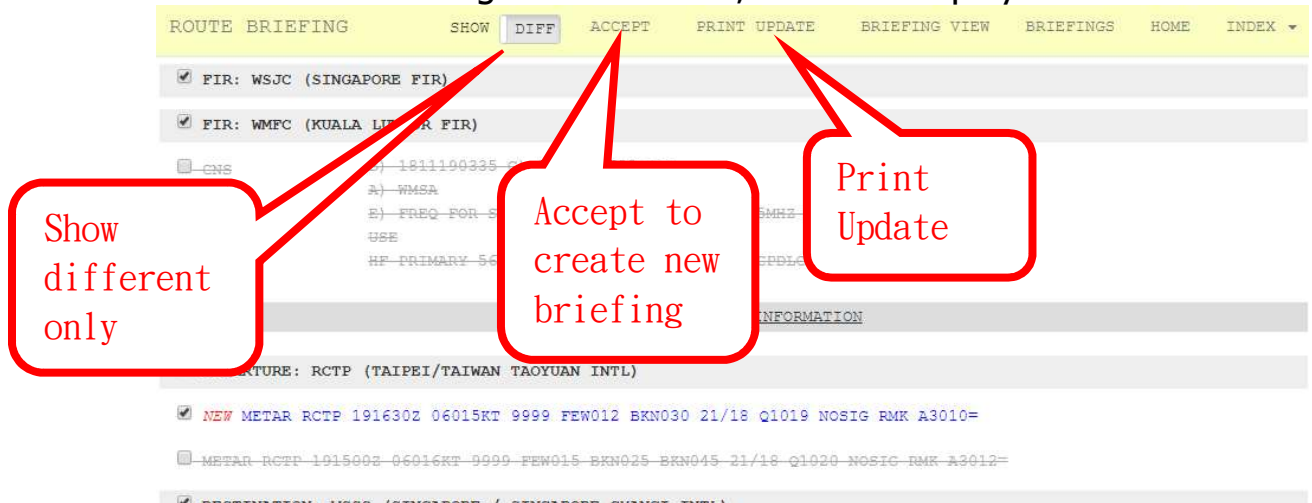 ROUTE BRIEFING SHOW DIFF ACCEPT PRINT UPDATE BRIEFING VIEW BRIEFINGS HOME INDEX
FIR: WSJC (SINGAPORE FIR)
FIR: WMFC (KUALA FIR)
CNS 1811190335
A) WMSA
E) FREQ FOR
USE
HF PRIMARY CPDLC
Show
different
only
Accept to
create new
briefing
Print
Update
INFORMATION
RCTP (TAIPEI/TAIWAN TAOYUAN INTL)
NEW METAR RCTP 191630Z 06015KT 9999 FEW012 BKN030 21/18 Q1019 NOSIG RMK A3010=
METAR RCTP 191500Z 06016KT 9999 FEW015 BKN025 BKN045 21/18 Q1020 NOSIG RMK A3012=